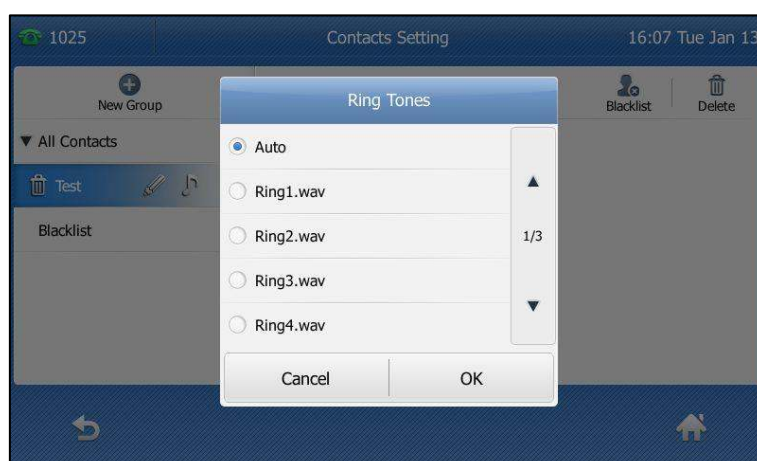 1025 Contacts Setting 16:07 Tue Jan 13
New Group Blacklist Delete
Ring Tones
All Contacts
Auto
Test
Ring1.wav
Blacklist
Ring2.wav
1/3
Ring3.wav
Ring4.wav
Cancel OK